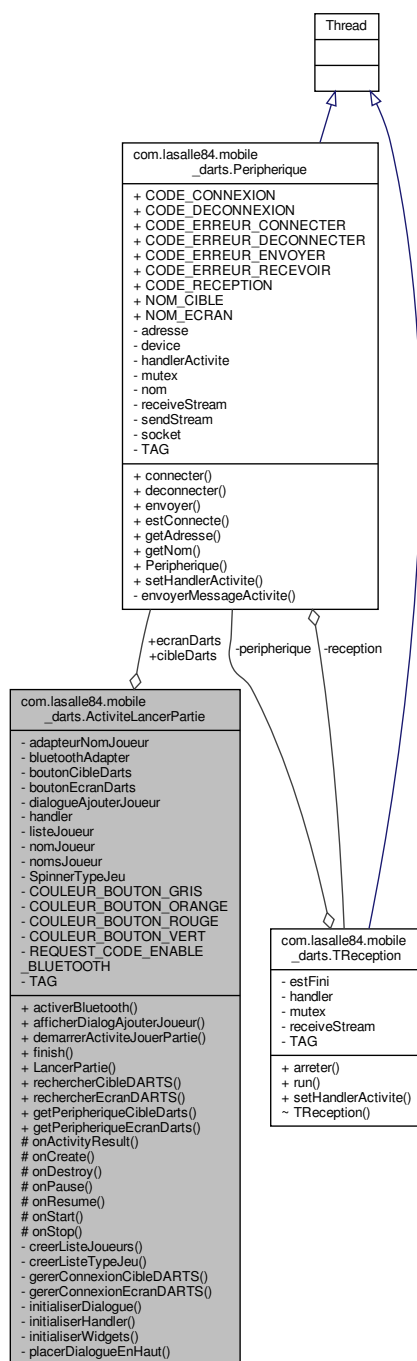 Thread
com.lasalle84.mobile
_darts.Peripherique
+ CODE_CONNEXION
+ CODE_DECONNEXION
+ CODE_ERREUR_CONNECTER
+ CODE_ERREUR_DECONNECTER
+ CODE_ERREUR_ENVOYER
+ CODE_ERREUR_RECEVOIR
+ CODE_RECEPTION
+ NOM_CIBLE
+ NOM_ECRAN
- adresse
- device
- handlerActivite
- mutex
- nom
- receiveStream
- sendStream
- socket
- TAG
+ connecter()
+ deconnecter()
+ envoyer()
+ estConnecte()
+ getAdresse()
+ getNom()
+ Peripherique()
+ setHandlerActivite()
- envoyerMessageActivite()
+ecranDarts
+cibleDarts
-peripherique
-reception
com.lasalle84.mobile
_darts.ActiviteLancerPartie
- adapteurNomJoueur
- bluetoothAdapter
- boutonCibleDarts
- boutonEcranDarts
- dialogueAjouterJoueur
- handler
- listeJoueur
- nomJoueur
- nomsJoueur
- SpinnerTypeJeu
- COULEUR_BOUTON_GRIS
- COULEUR_BOUTON_ORANGE
- COULEUR_BOUTON_ROUGE
- COULEUR_BOUTON_VERT
- REQUEST_CODE_ENABLE
_BLUETOOTH
- TAG
+ activerBluetooth()
+ afficherDialogAjouterJoueur()
+ demarrerActiviteJouerPartie()
+ finish()
+ LancerPartie()
+ rechercherCibleDARTS()
+ rechercherEcranDARTS()
+ getPeripheriqueCibleDarts()
+ getPeripheriqueEcranDarts()
# onActivityResult()
# onCreate()
# onDestroy()
# onPause()
# onResume()
# onStart()
# onStop()
- creerListeJoueurs()
- creerListeTypeJeu()
- gererConnexionCibleDARTS()
- gererConnexionEcranDARTS()
- initialiserDialogue()
- initialiserHandler()
- initialiserWidgets()
- placerDialogueEnHaut()
com.lasalle84.mobile
_darts.TReception
- estFini
- handler
- mutex
- receiveStream
- TAG
+ arreter()
+ run()
+ setHandlerActivite()
~ TReception()